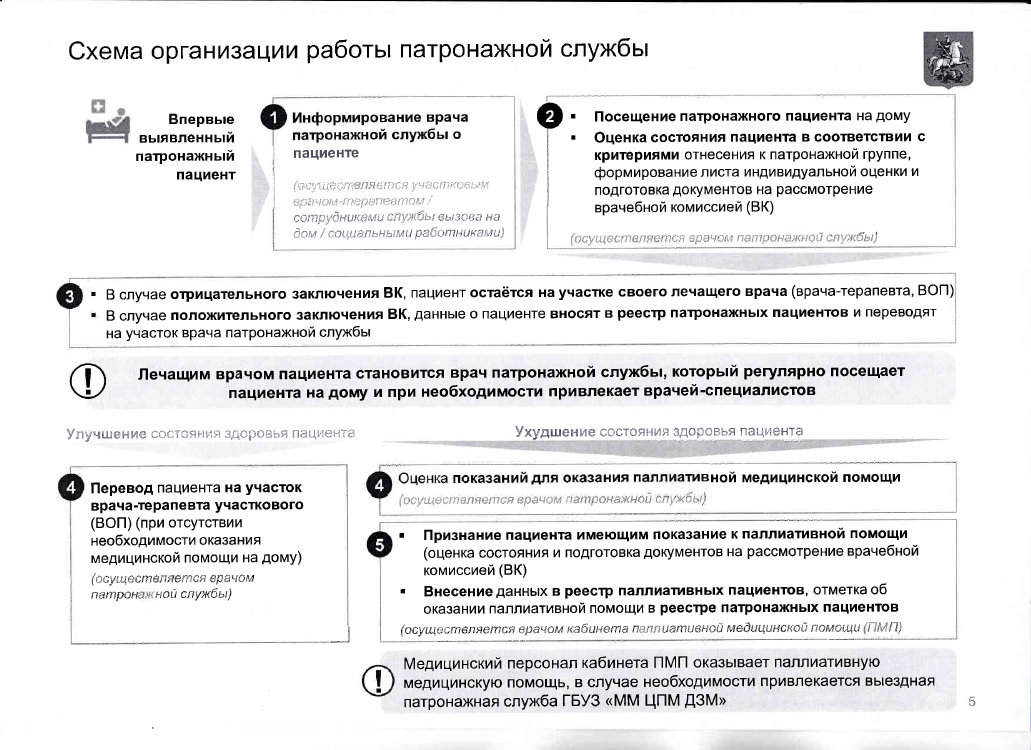 Схема организации работы патронажной службы
Впервые
выявленный
патронажный
пациент
1
Информирование врача
патронажной службы о
пациенте
(осуществляется участковым
врачом-терапевтом /
сотрудниками службы вызова на
дом / социальными работниками)
2
▪ Посещение патронажного пациента на дому
▪ Оценка состояния пациента в соответствии с
критериями отнесения к патронажной группе,
формирование листа индивидуальной оценки и
подготовка документов на рассмотрение
врачебной комиссией (ВК)
(осуществляется врачом патронажной службы)
3
▪ В случае отрицательного заключения ВК, пациент остаётся на участке своего лечащего врача (врача-терапевта, ВОП)
▪ В случае положительного заключения ВК, данные о пациенте вносят в реестр патронажных пациентов и переводят
на участок врача патронажной службы
!
Лечащим врачом пациента становится врач патронажной службы, который регулярно посещает
пациента на дому и при необходимости привлекает врачей-специалистов
Улучшение состояния здоровья пациента
Ухудшение состояния здоровья пациента
4
Перевод пациента на участок
врача-терапевта участкового
(ВОП) (при отсутствии
необходимости оказания
медицинской помощи на дому)
(осуществляется врачом
патронажной службы)
4
Оценка показаний для оказания паллиативной медицинской помощи
(осуществляется врачом патронажной службы)
5
▪ Признание пациента имеющим показание к паллиативной помощи
(оценка состояния и подготовка документов на рассмотрение врачебной
комиссией (ВК)
▪ Внесение данных в реестр паллиативных пациентов, отметка об
оказании паллиативной помощи в реестре патронажных пациентов
(осуществляется врачом кабинета паллиативной медицинской помощи (ПМП)
!
Медицинский персонал кабинета ПМП оказывает паллиативную
медицинскую помощь, в случае необходимости привлекается выездная
патронажная служба ГБУЗ «ММ ЦПМ ДЗМ»
5